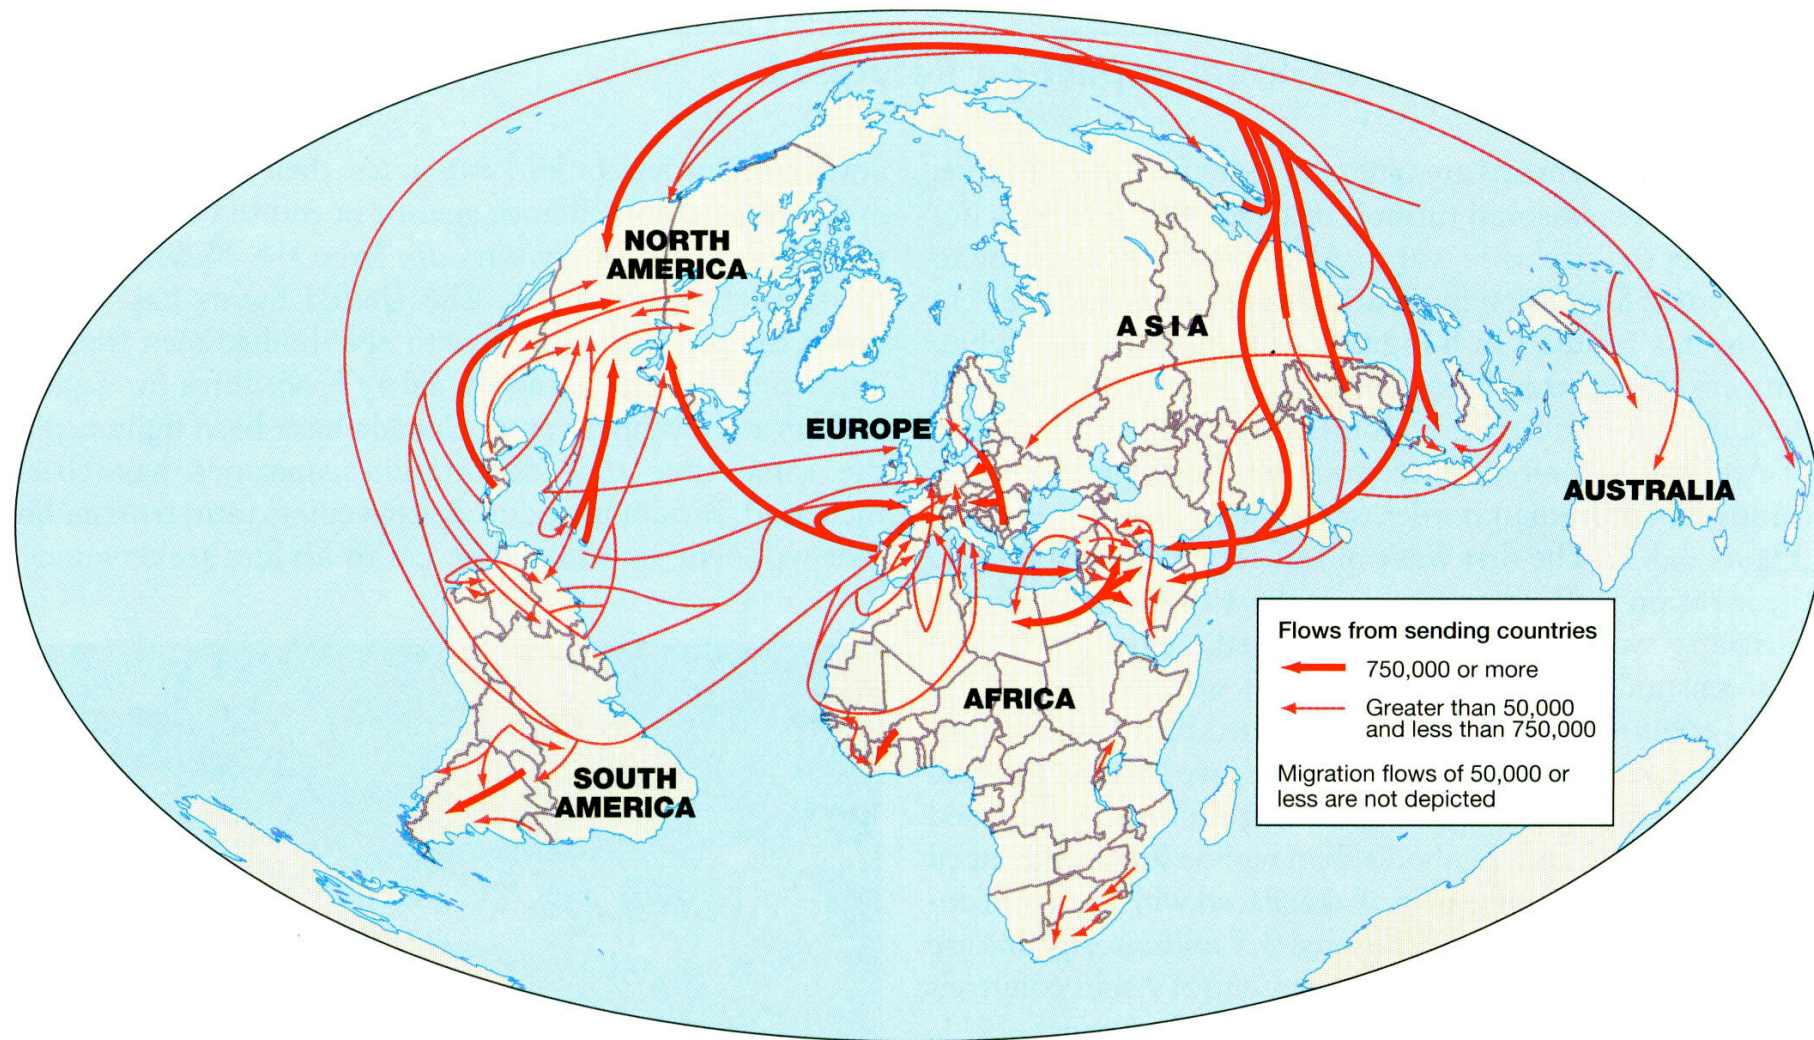 NORTH
AMERICA
ASIA
EUROPE
AUSTRALIA
AFRICA
SOUTH
AMERICA
Flows from sending countries
750,000 or more
Greater than 50,000
and less than 750,000
Migration flows of 50,000 or
less are not depicted